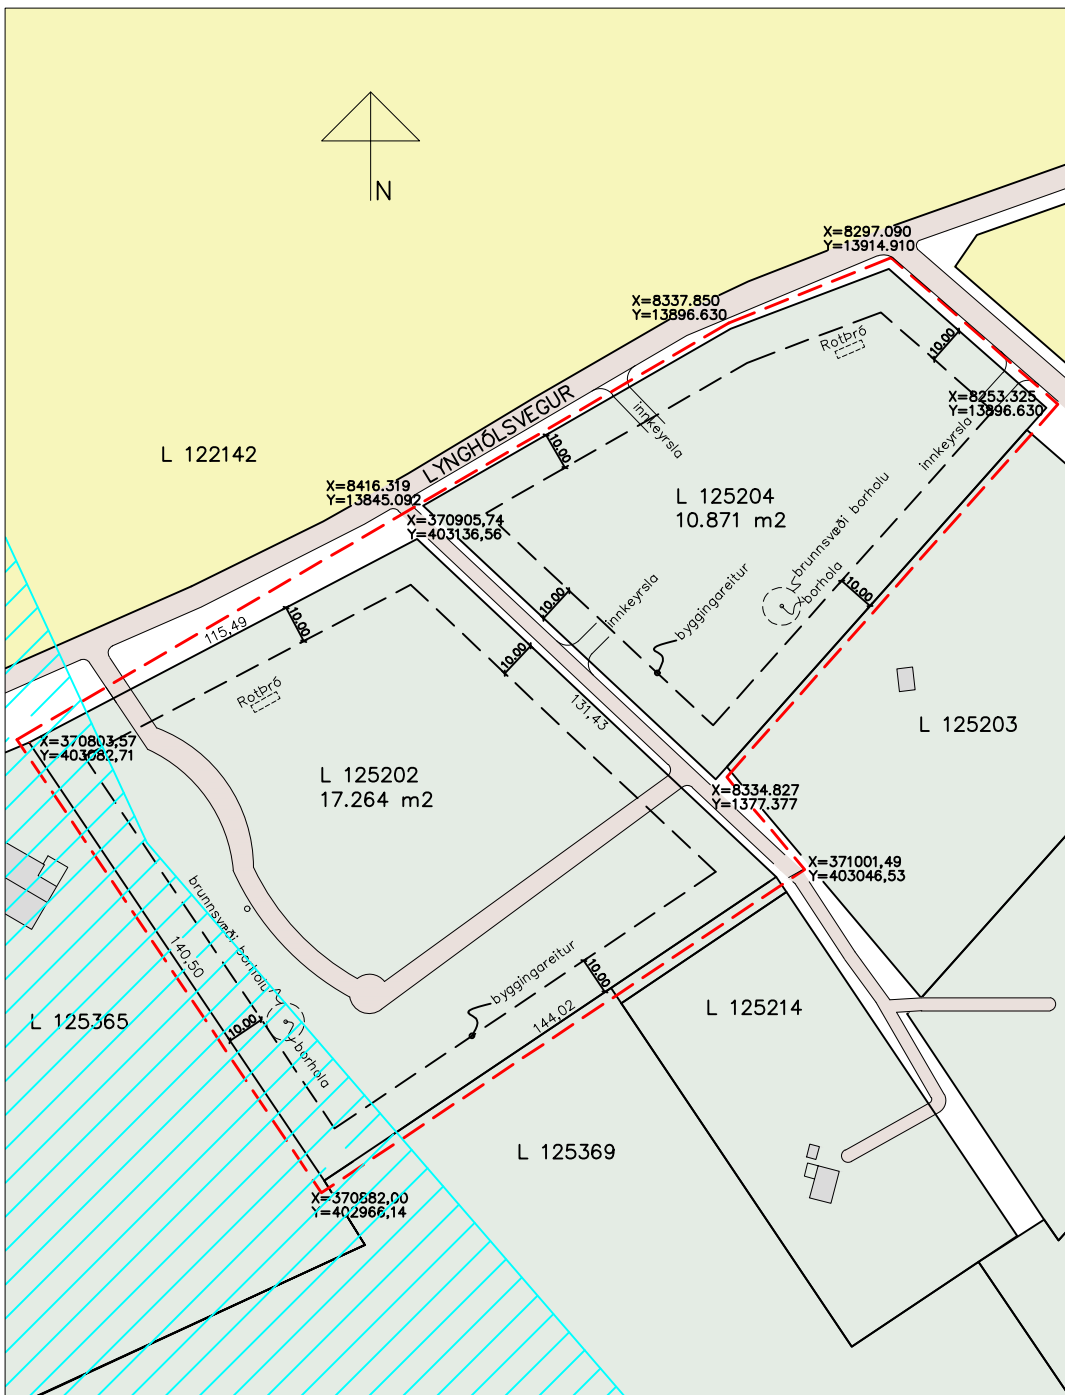 N
X=8297.090
Y=13914.910
X=8337.850
Y=13896.630
Rotþró
10.00
X=8253.325
Y=13896.630
LYNGHÓLSVEGUR
innkeyrsla
innkeyrsla
L 122142
10.00
X=8416.319
Y=13845.092
L 125204
10.871 m2
X=370905,74
Y=403136,56
brunnsvæði borholu
borhola
10.00
10.00
innkeyrsla
byggingareitur
115,49
10.00
10.00
Rotþró
131,43
L 125203
X=370803,57
Y=403082,71
L 125202
17.264 m2
X=8334.827
Y=1377.377
X=371001,49
Y=403046,53
brunnsvæði borholu
140,50
byggingareitur
10.00
144,02
L 125214
L 125365
10.00
borhola
L 125369
X=370882,00
Y=402966,14